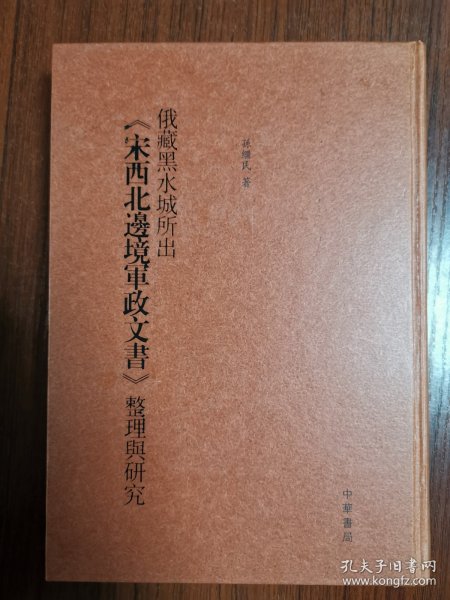 俄藏黑水城所出
《宋西北邊境軍政文書》整理與研究
孫繼民 著
中華書局
孔夫子旧书网
www.kongfz.com